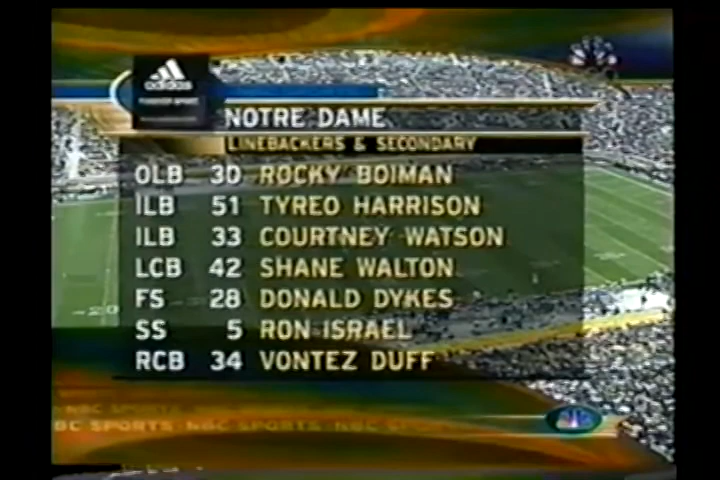 adidas
NOTRE DAME
LINEBACKERS & SECONDARY
OLB 30 ROCKY BOIMAN
ILB 51 TYREO HARRISON
ILB 33 COURTNEY WATSON
LCB 42 SHANE WALTON
FS 28 DONALD DYKES
SS 5 RON ISRAEL
RCB 34 VONTEZ DUFF
NBC SPORTS
BC SPORTS · NBC SPORTS · NBC SPORTS